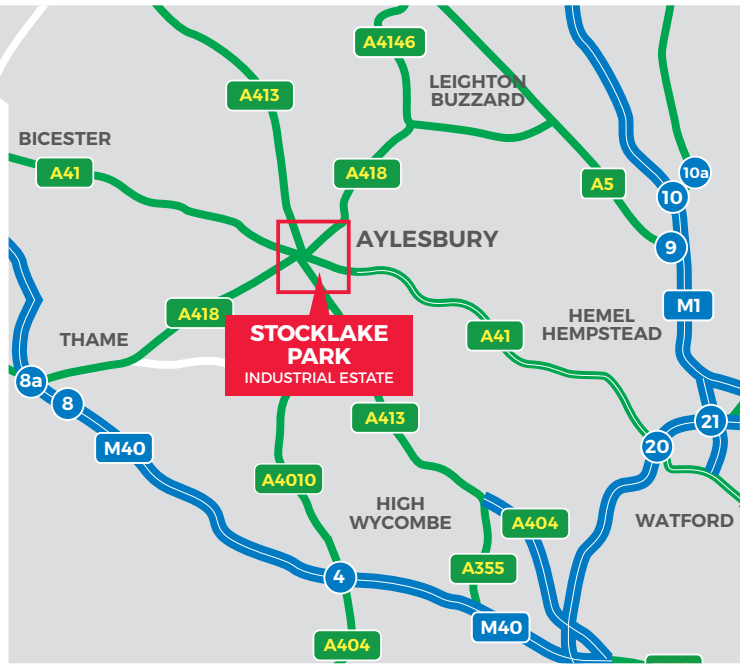 A4146
LEIGHTON
BUZZARD
A413
BICESTER
A41
A418
10a
A5
10
AYLESBURY
9
M1
A418
HEMEL
HEMPSTEAD
THAME
A41
STOCKLAKE
PARK
INDUSTRIAL ESTATE
8a
8
A413
21
M40
20
A4010
HIGH
WYCOMBE
A404
WATFORD
A355
4
M40
A404